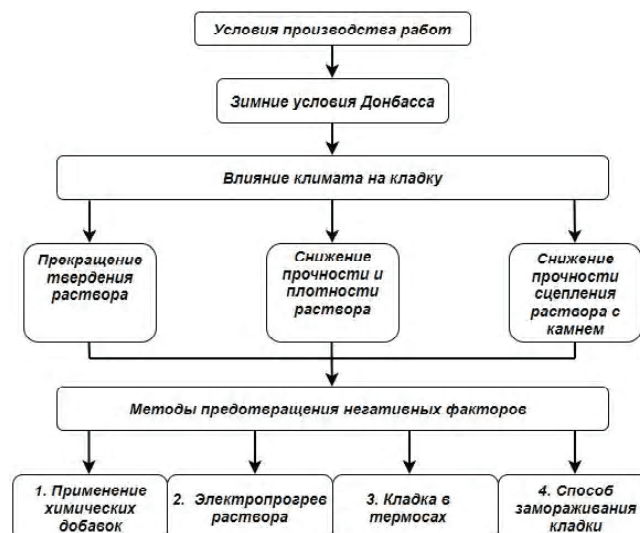 Условия производства работ
Зимние условия Донбасса
Влияние климата на кладку
Прекращение
твердения
раствора
Снижение
прочности и
плотности
раствора
Снижение
прочности
сцепления
раствора с
камнем
Методы предотвращения негативных факторов
1. Применение
химических
добавок
2. Электропрогрев
раствора
3. Кладка в
термосах
4. Способ
замораживания
кладки